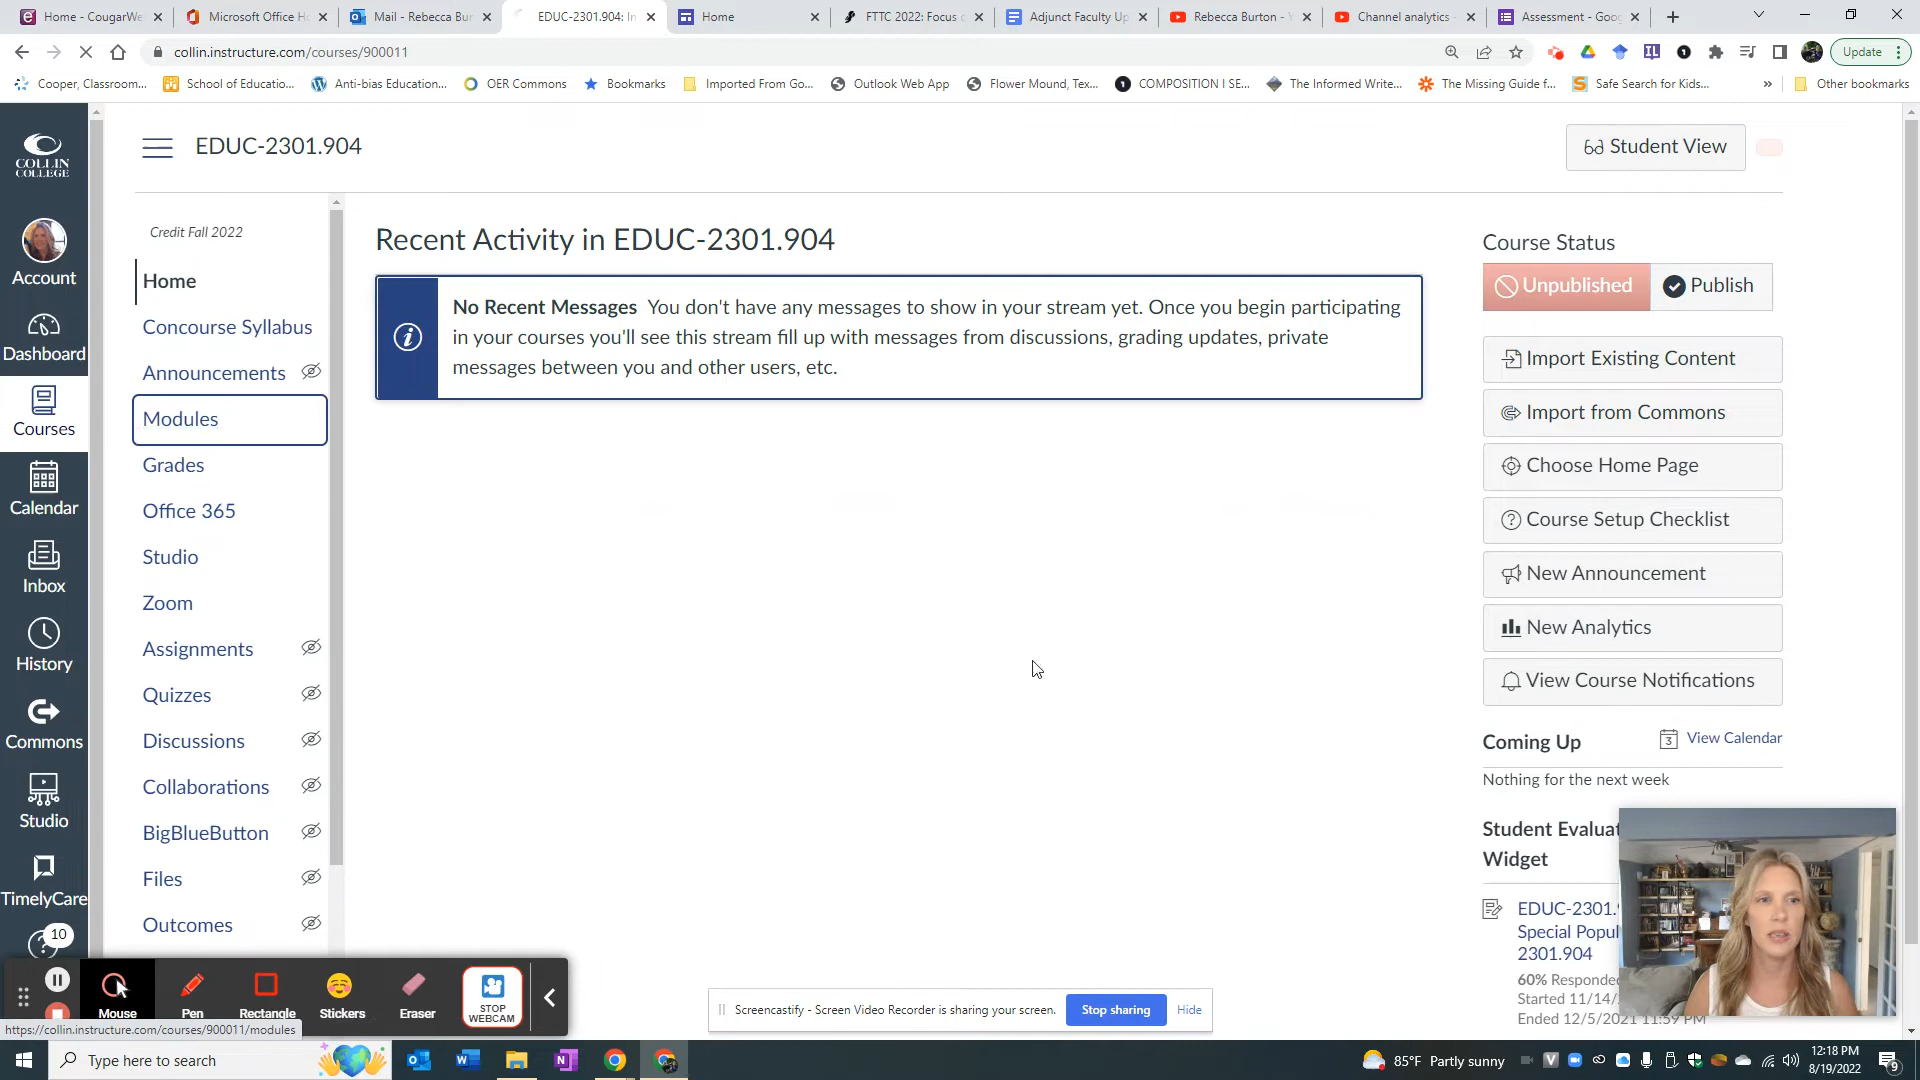 Home - CougarWe
Microsoft Office H
Mail - Rebecca Bur
EDUC-2301.904: In
Home
FTTC 2022: Focus o
Adjunct Faculty Up
Rebecca Burton - Y
Channel analytics -
Assessment - Goog
collin.instructure.com/courses/900011
Update
Cooper, Classroom...
School of Educatio...
Anti-bias Education...
OER Commons
Bookmarks
Imported From Go...
Outlook Web App
Flower Mound, Tex...
COMPOSITION I SE...
The Informed Write...
The Missing Guide f...
Safe Search for Kids...
»
Other bookmarks
COLLIN
COLLEGE
Account
Dashboard
Courses
Calendar
Inbox
History
Commons
Studio
TimelyCare
10
EDUC-2301.904
Student View
Credit Fall 2022
Home
Concourse Syllabus
Announcements
Modules
Grades
Office 365
Studio
Zoom
Assignments
Quizzes
Discussions
Collaborations
BigBlueButton
Files
Outcomes
Recent Activity in EDUC-2301.904
No Recent Messages You don't have any messages to show in your stream yet. Once you begin participating
in your courses you'll see this stream fill up with messages from discussions, grading updates, private
messages between you and other users, etc.
Course Status
Unpublished
Publish
Import Existing Content
Import from Commons
Choose Home Page
Course Setup Checklist
New Announcement
New Analytics
View Course Notifications
Coming Up
3 View Calendar
Nothing for the next week
Student Evaluat
Widget
EDUC-2301.
Special Popul
2301.904
60% Responded
Started 11/14/
Ended 12/5/2021 11:59 PM
Mouse
Pen
Rectangle
Stickers
Eraser
STOP
WEBCAM
https://collin.instructure.com/courses/900011/modules
Screencastify - Screen Video Recorder is sharing your screen.
Stop sharing
Hide
Type here to search
85°F Partly sunny
12:18 PM
8/19/2022
9